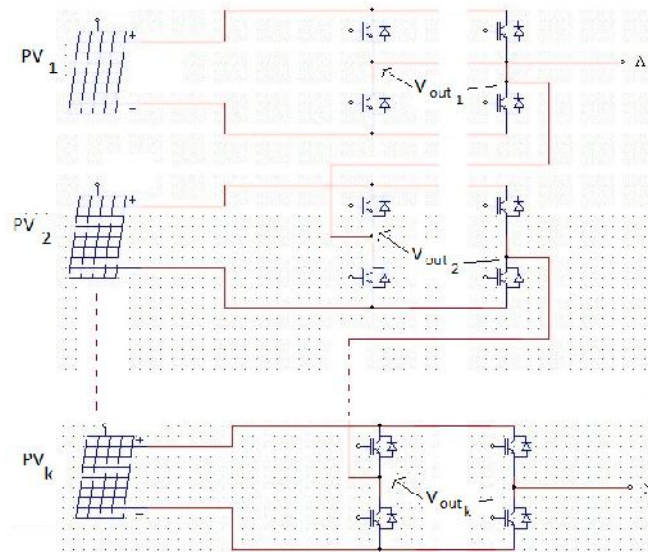 PV 1
+
−
V out 1
A
PV 2
+
V out 2
PV k
+
−
V out k